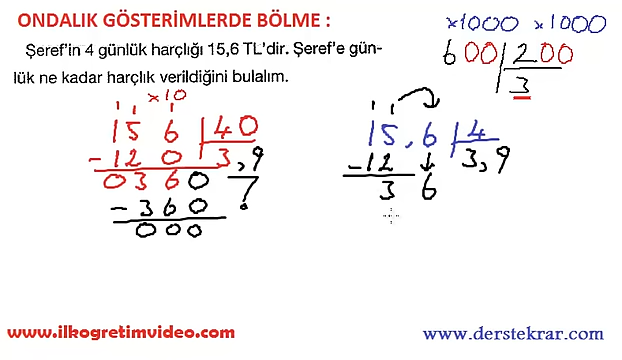 ONDALIK GÖSTERİMLERDE BÖLME :
Şeref'in 4 günlük harçlığı 15,6 TL'dir. Şeref'e gün-
lük ne kadar harçlık verildiğini bulalım.
×1000 ×1000
600 200
3
×10
156 40
-120 3,9
0360 ?
-360
000
15,6 4
-12 3,9
3 6
www.ilkogretimvideo.com
www.derstekrar.com